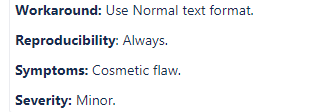 Workaround: Use Normal text format.
Reproducibility: Always.
Symptoms: Cosmetic flaw.
Severity: Minor.